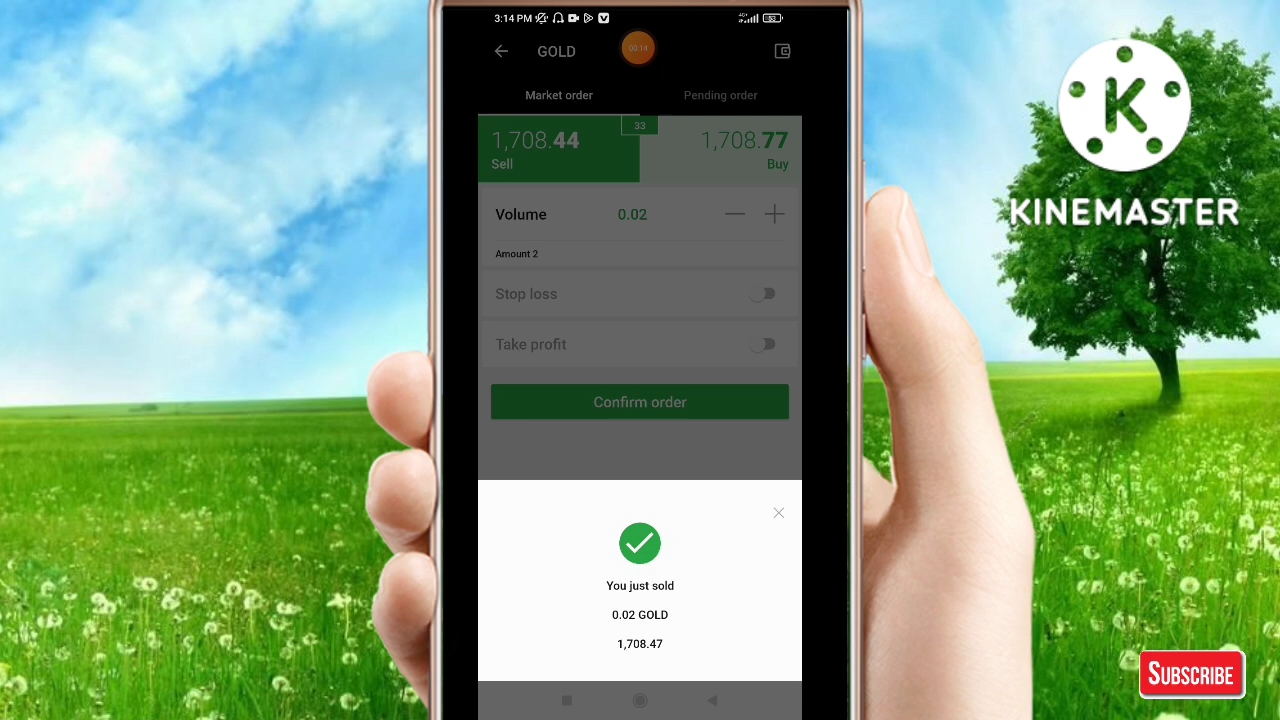 3:14 PM
GOLD
00:14
Market order
Pending order
1,708.44
33
1,708.77
Sell
Buy
Volume
0.02
Amount 2
Stop loss
Take profit
Confirm order
You just sold
0.02 GOLD
1,708.47
K
KINEMASTER
SUBSCRIBE